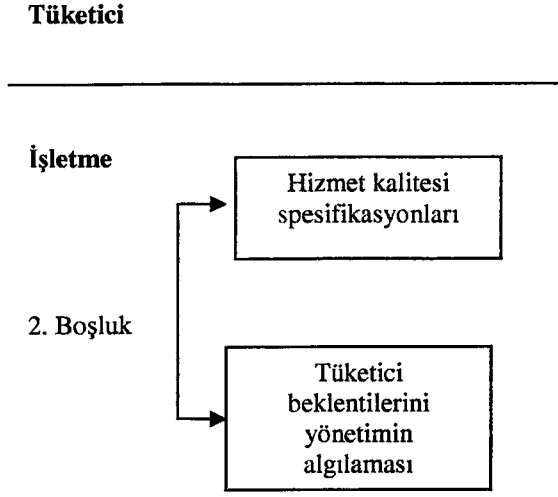 Tüketici
İşletme
Hizmet kalitesi
spesifikasyonları
2. Boşluk
Tüketici
beklentilerini
yönetimin
algılaması